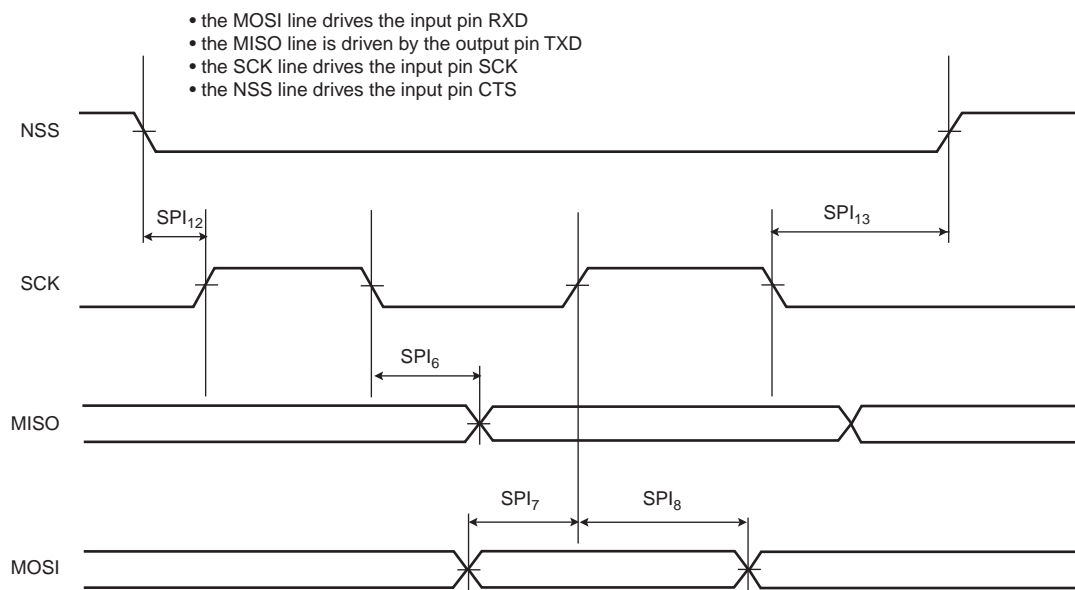 • the MOSI line drives the input pin RXD
• the MISO line is driven by the output pin TXD
• the SCK line drives the input pin SCK
• the NSS line drives the input pin CTS
NSS
SPI₁₂
SPI₁₃
SCK
SPI₆
MISO
SPI₇
SPI₈
MOSI